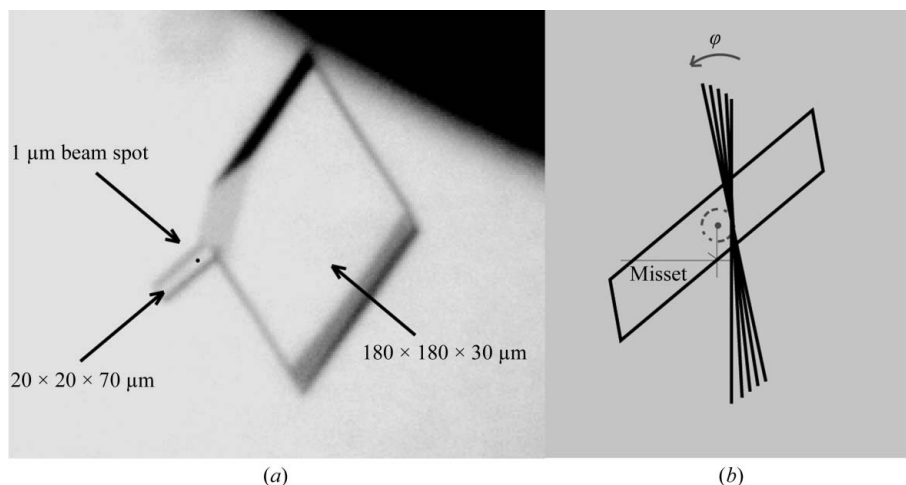 1 μm beam spot
20 × 20 × 70 μm
180 × 180 × 30 μm
(a)
φ
Misset
(b)